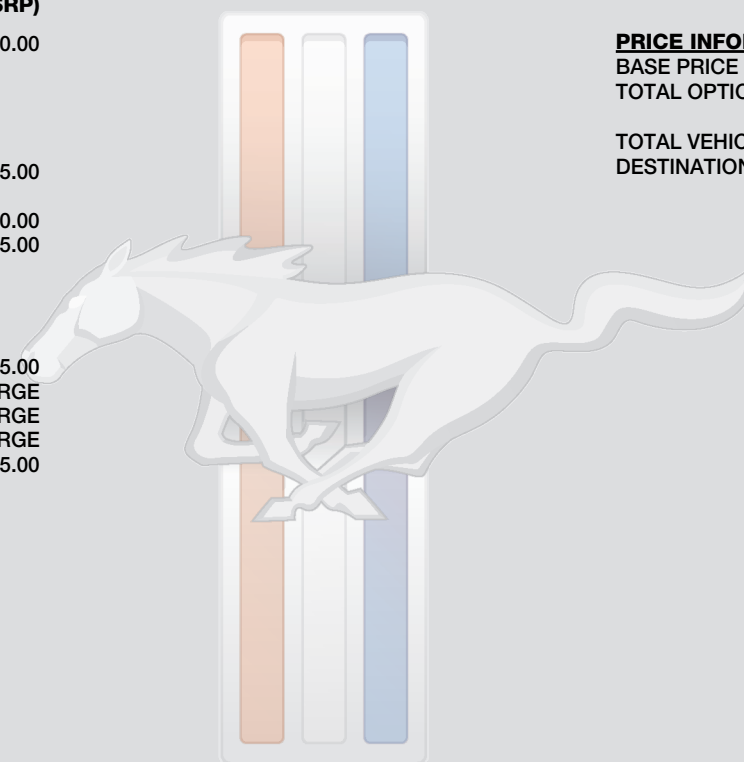 SRP)
0.00
5.00
0.00
5.00
5.00
RGE
RGE
RGE
5.00
PRICE INFO
BASE PRICE
TOTAL OPTIO
TOTAL VEHIC
DESTINATION